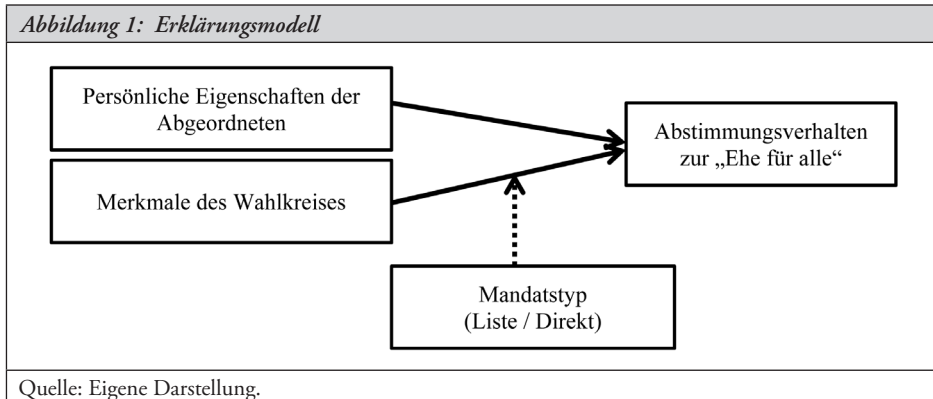 Abbildung 1: Erklärungsmodell
Persönliche Eigenschaften der
Abgeordneten
Merkmale des Wahlkreises
Abstimmungsverhalten
zur „Ehe für alle“
Mandatstyp
(Liste / Direkt)
Quelle: Eigene Darstellung.